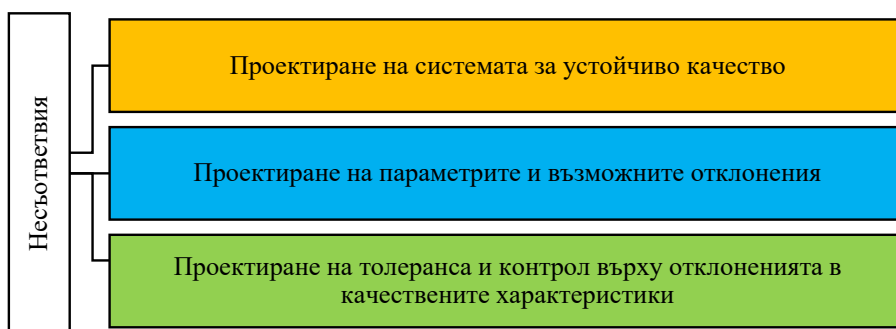 Несъответвия
Проектиране на системата за устойчиво качество
Проектиране на параметрите и възможните отклонения
Проектиране на толеранса и контрол върху отклоненията в
качествените характеристики